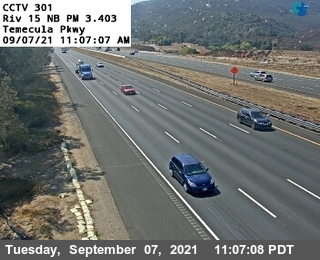 CCTV 301
Riv 15 NB PM 3.403
Temecula Pkwy
09/07/21 11:07:07 AM
Tuesday, September 07, 2021 11:07:08 PDT